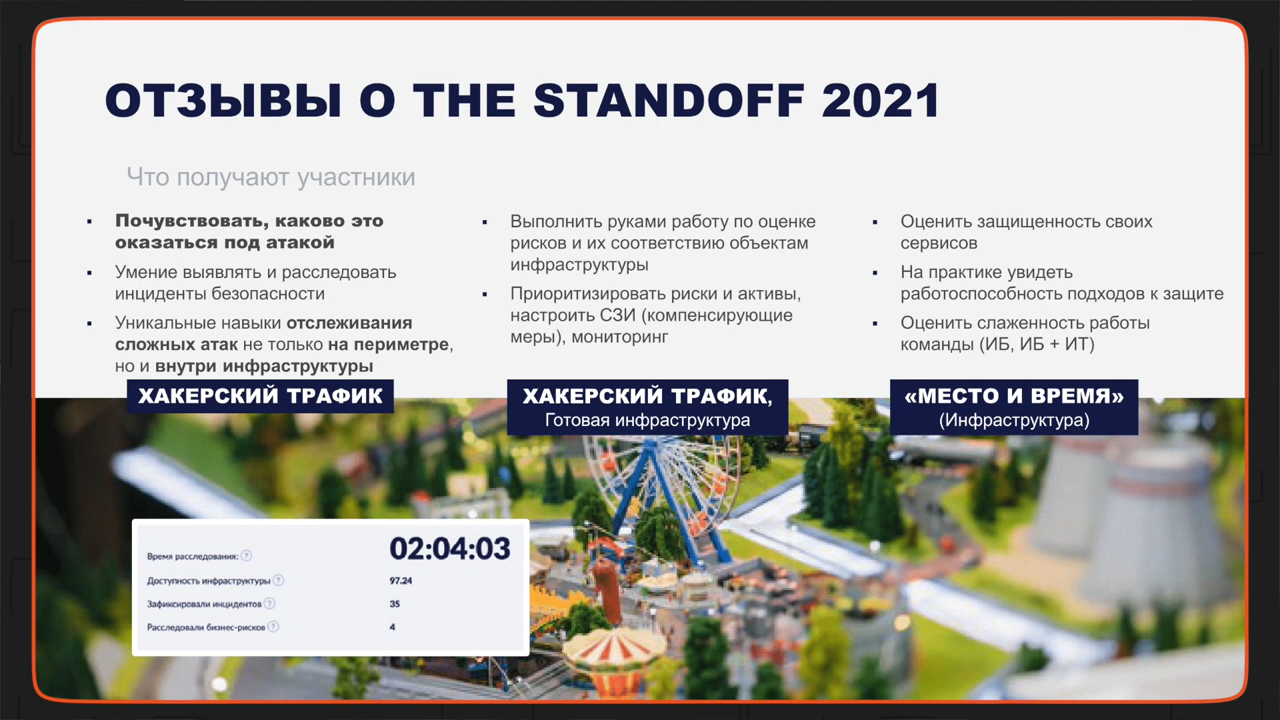 ОТЗЫВЫ О THE STANDOFF 2021
Что получают участники
▪ Почувствовать, каково это
оказаться под атакой
▪ Умение выявлять и расследовать
инциденты безопасности
▪ Уникальные навыки отслеживания
сложных атак не только на периметре,
но и внутри инфраструктуры
ХАКЕРСКИЙ ТРАФИК
▪ Выполнить руками работу по оценке
рисков и их соответствию объектам
инфраструктуры
▪ Приоритизировать риски и активы,
настроить СЗИ (компенсирующие
меры), мониторинг
ХАКЕРСКИЙ ТРАФИК,
Готовая инфраструктура
▪ Оценить защищенность своих
сервисов
▪ На практике увидеть
работоспособность подходов к защите
▪ Оценить слаженность работы
команды (ИБ, ИБ + ИТ)
«МЕСТО И ВРЕМЯ»
(Инфраструктура)
Время расследования: ? 02:04:03
Доступность инфраструктуры ? 97.24
Зафиксировали инцидентов ? 35
Расследовали бизнес-рисков ? 4